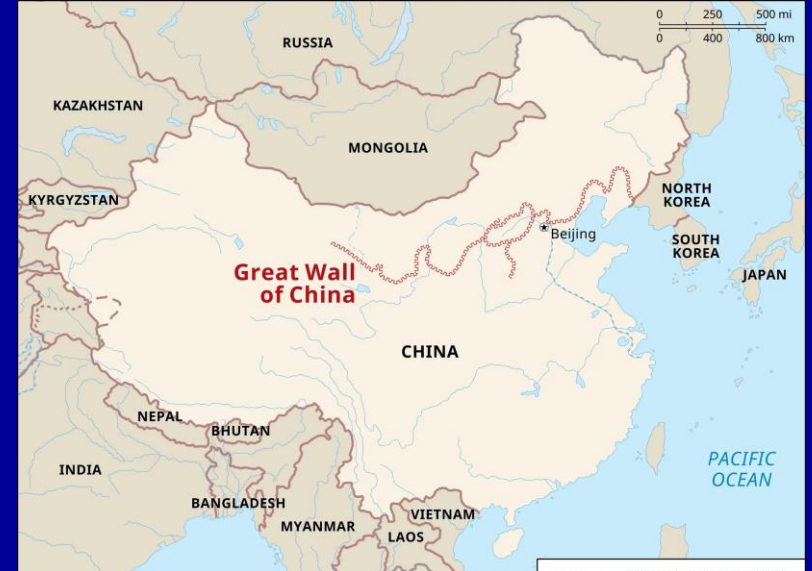 0 250 500 mi
0 400 800 km
RUSSIA
KAZAKHSTAN
MONGOLIA
KYRGYZSTAN
NORTH
KOREA
Beijing
SOUTH
KOREA
JAPAN
Great Wall
of China
CHINA
NEPAL
BHUTAN
INDIA
PACIFIC
OCEAN
BANGLADESH
VIETNAM
MYANMAR
LAOS